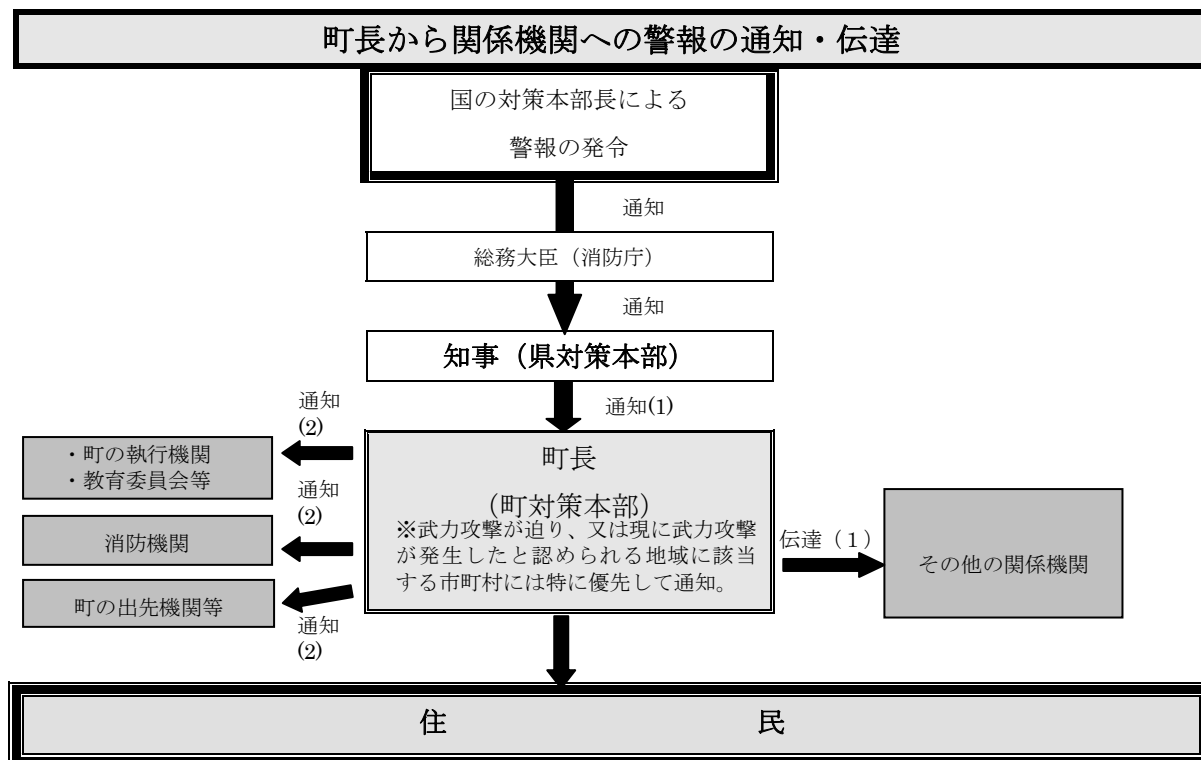 町長から関係機関への警報の通知・伝達
国の対策本部長による
警報の発令
通知
総務大臣（消防庁）
通知
知事（県対策本部）
通知(1)
通知
(2)
・町の執行機関
・教育委員会等
通知
(2)
消防機関
町の出先機関等
通知
(2)
町長
（町対策本部）
※武力攻撃が迫り、又は現に武力攻撃
が発生したと認められる地域に該当
する市町村には特に優先して通知。
伝達（１）
その他の関係機関
住　　　　　　　　民